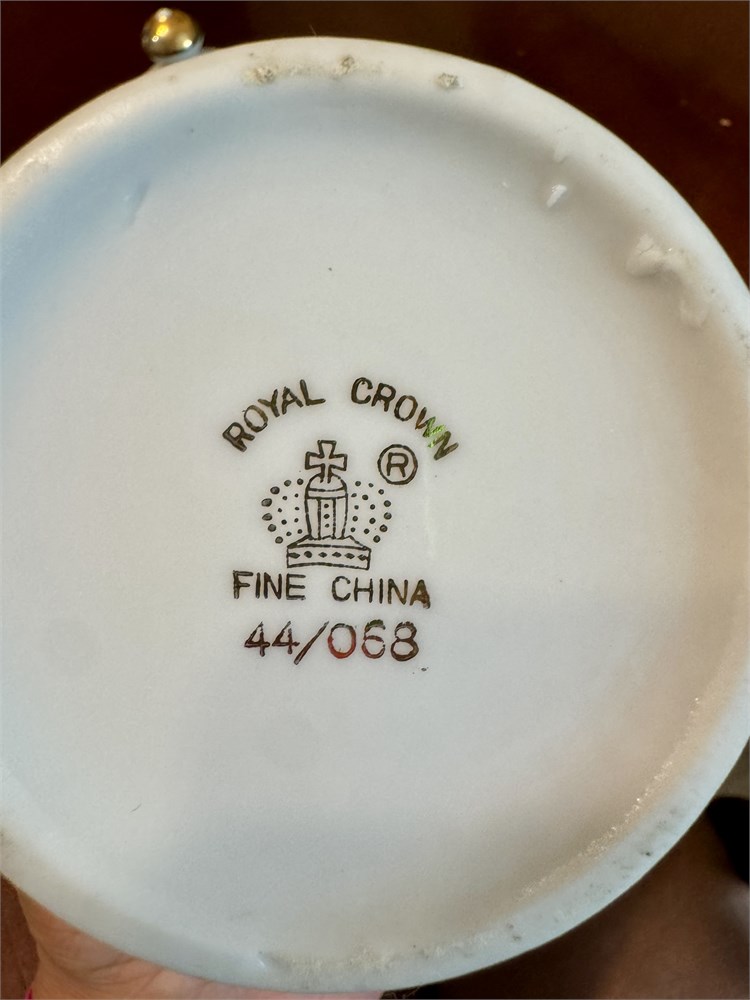 ROYAL CROWN
®
FINE CHINA
44/068